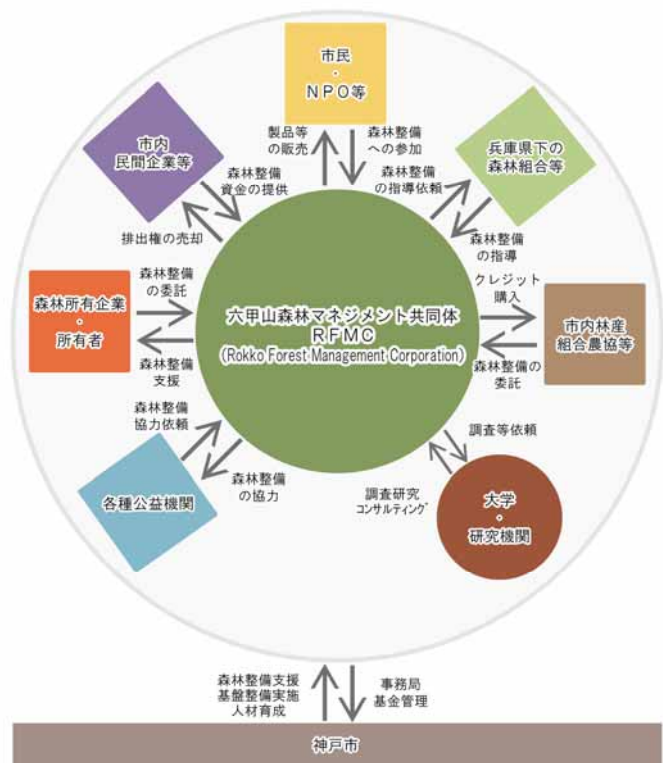 市民
・
NPO等
製品等
の販売
森林整備
への参加
市内
民間企業等
森林整備
資金の提供
排出権の売却
兵庫県下の
森林組合等
森林整備
の指導依頼
森林整備
の指導
森林所有企業
・
所有者
森林整備
の委託
森林整備
支援
六甲山森林マネジメント共同体
RFMC
(Rokko Forest Management Corporation)
クレジット
購入
市内林産
組合農協等
森林整備の
委託
森林整備
協力依頼
森林整備
の協力
各種公益機関
調査等依頼
調査研究
コンサルティング
大学
・
研究機関
森林整備支援
基盤整備実施
人材育成
事務局
基金管理
神戸市